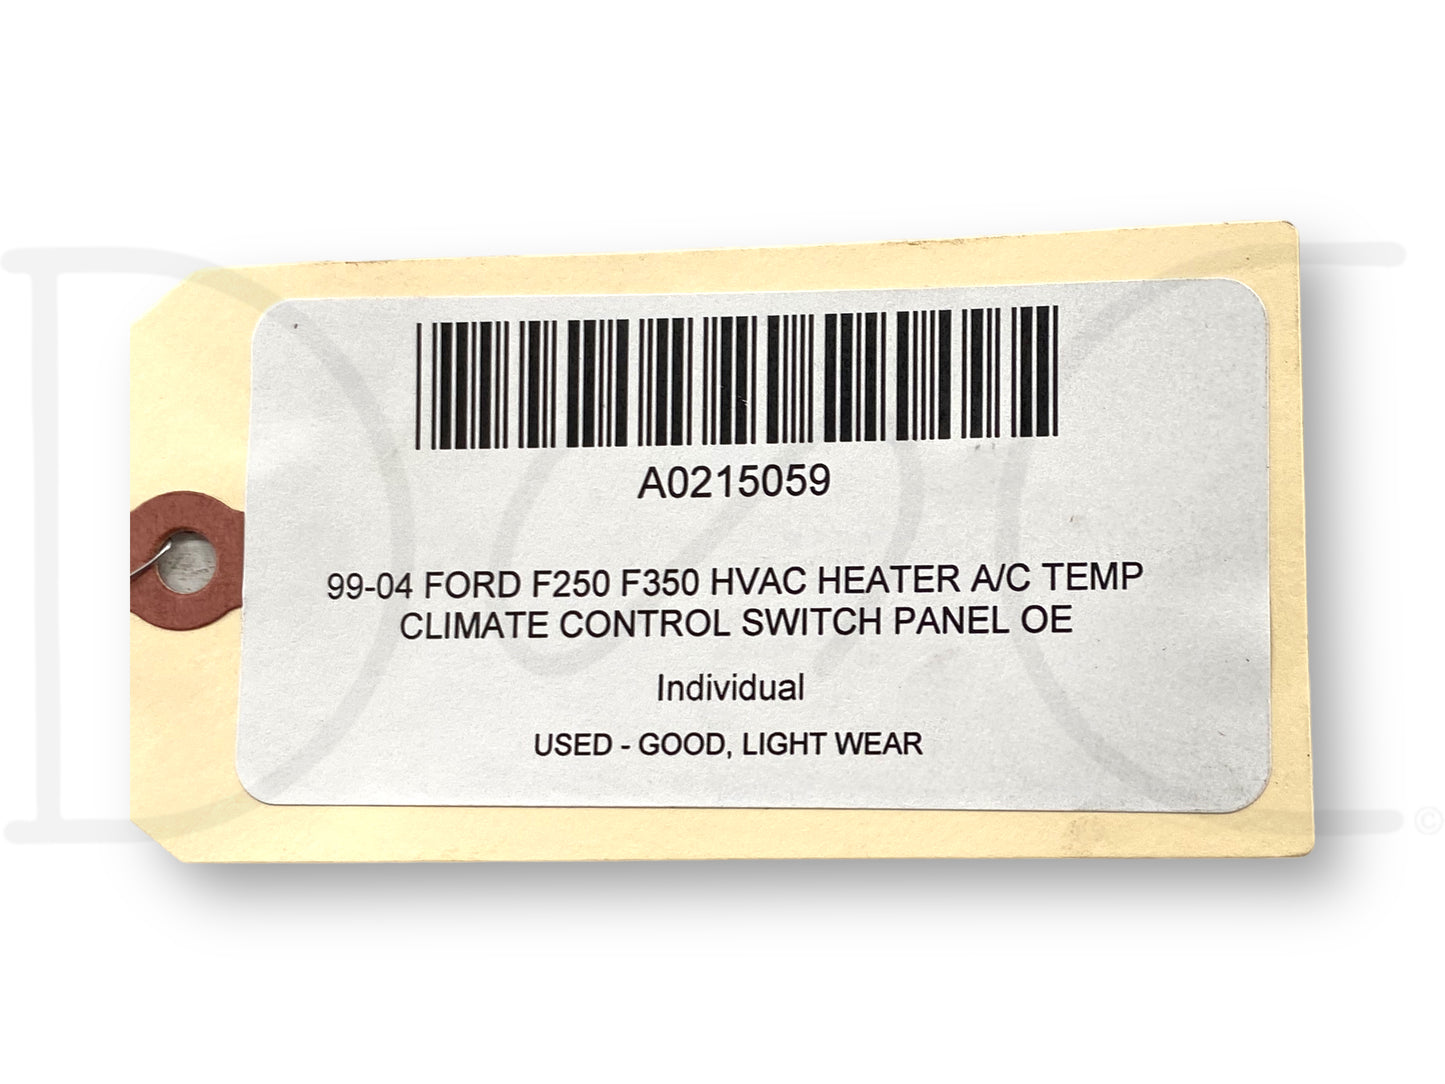 A0215059
99-04 FORD F250 F350 HVAC HEATER A/C TEMP
CLIMATE CONTROL SWITCH PANEL OE
Individual
USED - GOOD, LIGHT WEAR
©